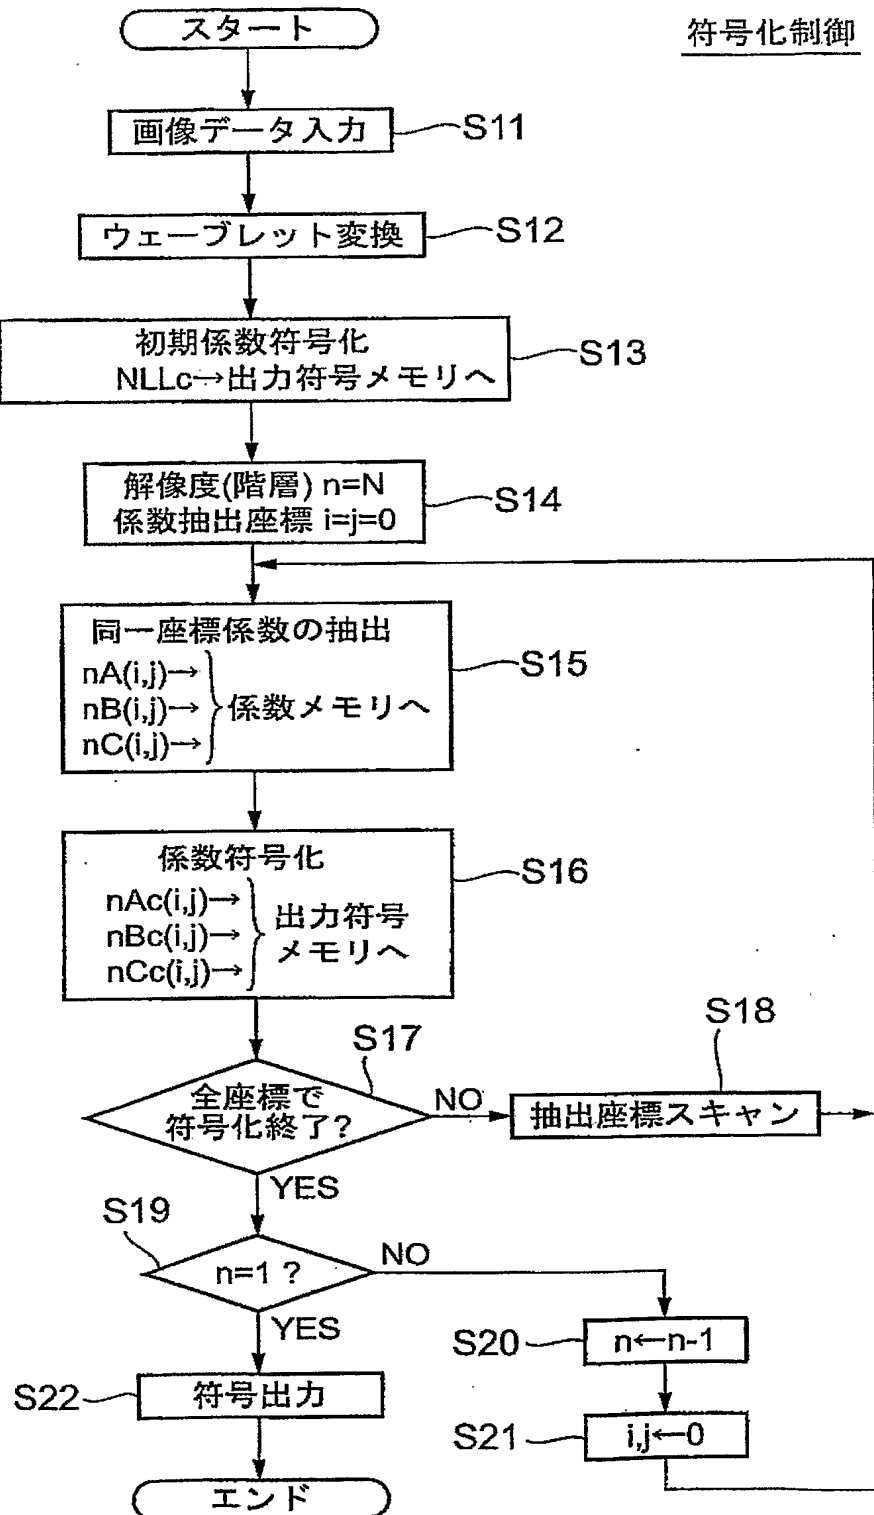 スタート
符号化制御
画像データ入力
S11
ウェーブレット変換
S12
初期係数符号化
NLLc→出力符号メモリへ
S13
解像度(階層) n=N
係数抽出座標 i=j=0
S14
同一座標係数の抽出
nA(i,j)→
nB(i,j)→
nC(i,j)→
係数メモリへ
S15
係数符号化
nAc(i,j)→
nBc(i,j)→
nCc(i,j)→
出力符号
メモリへ
S16
全座標で
符号化終了?
S17
NO
抽出座標スキャン
S18
YES
S19
n=1 ?
NO
YES
S20
n←n-1
S21
i,j←0
S22
符号出力
エンド